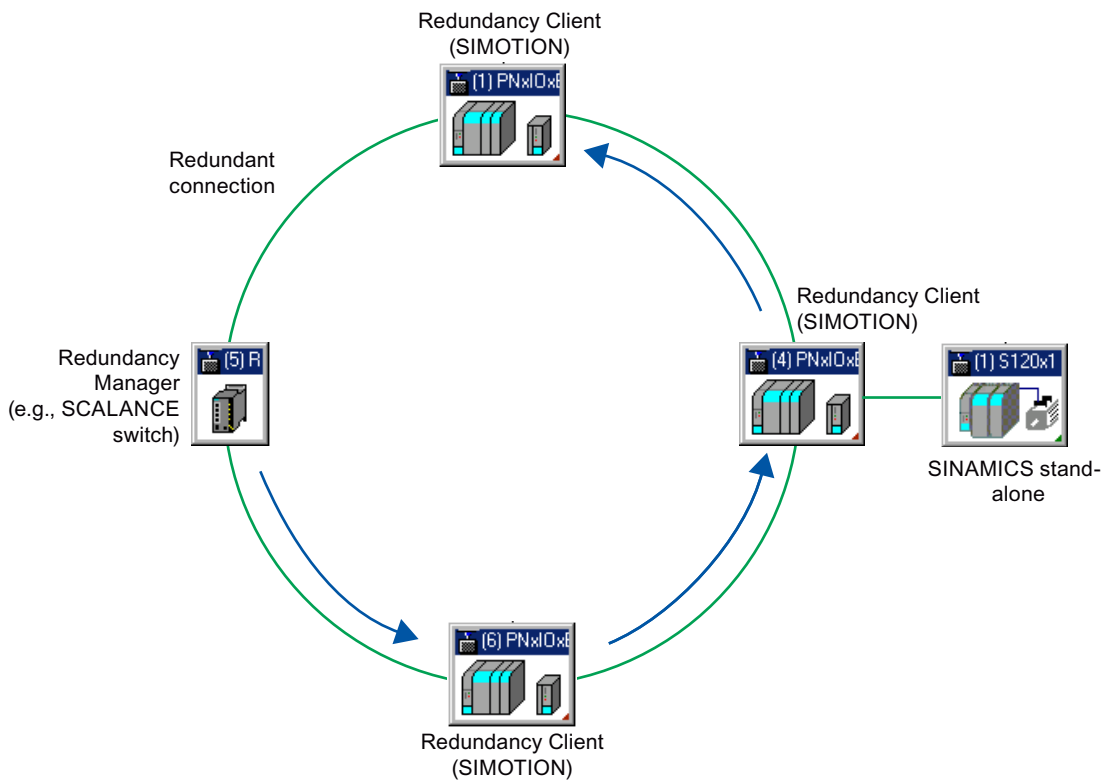 Redundancy Client
(SIMOTION)
(1) PNxIOxE
Redundant
connection
Redundancy Client
(SIMOTION)
Redundancy
Manager
(e.g., SCALANCE
switch)
(5) R
(4) PNxIOxE
(1) S120x1
SINAMICS stand-
alone
(6) PNxIOxE
Redundancy Client
(SIMOTION)